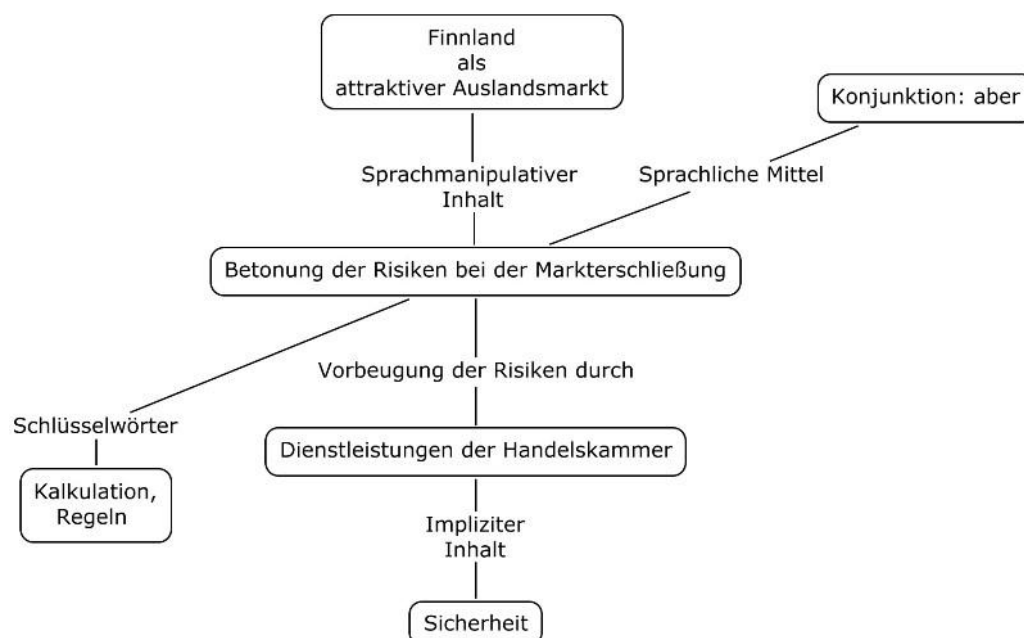 Finnland
als
attraktiver Auslandsmarkt
Konjunktion: aber
Sprachmanipulativer
Inhalt
Sprachliche Mittel
Betonung der Risiken bei der Markterschließung
Vorbeugung der Risiken durch
Schlüsselwörter
Dienstleistungen der Handelskammer
Kalkulation,
Regeln
Impliziter
Inhalt
Sicherheit